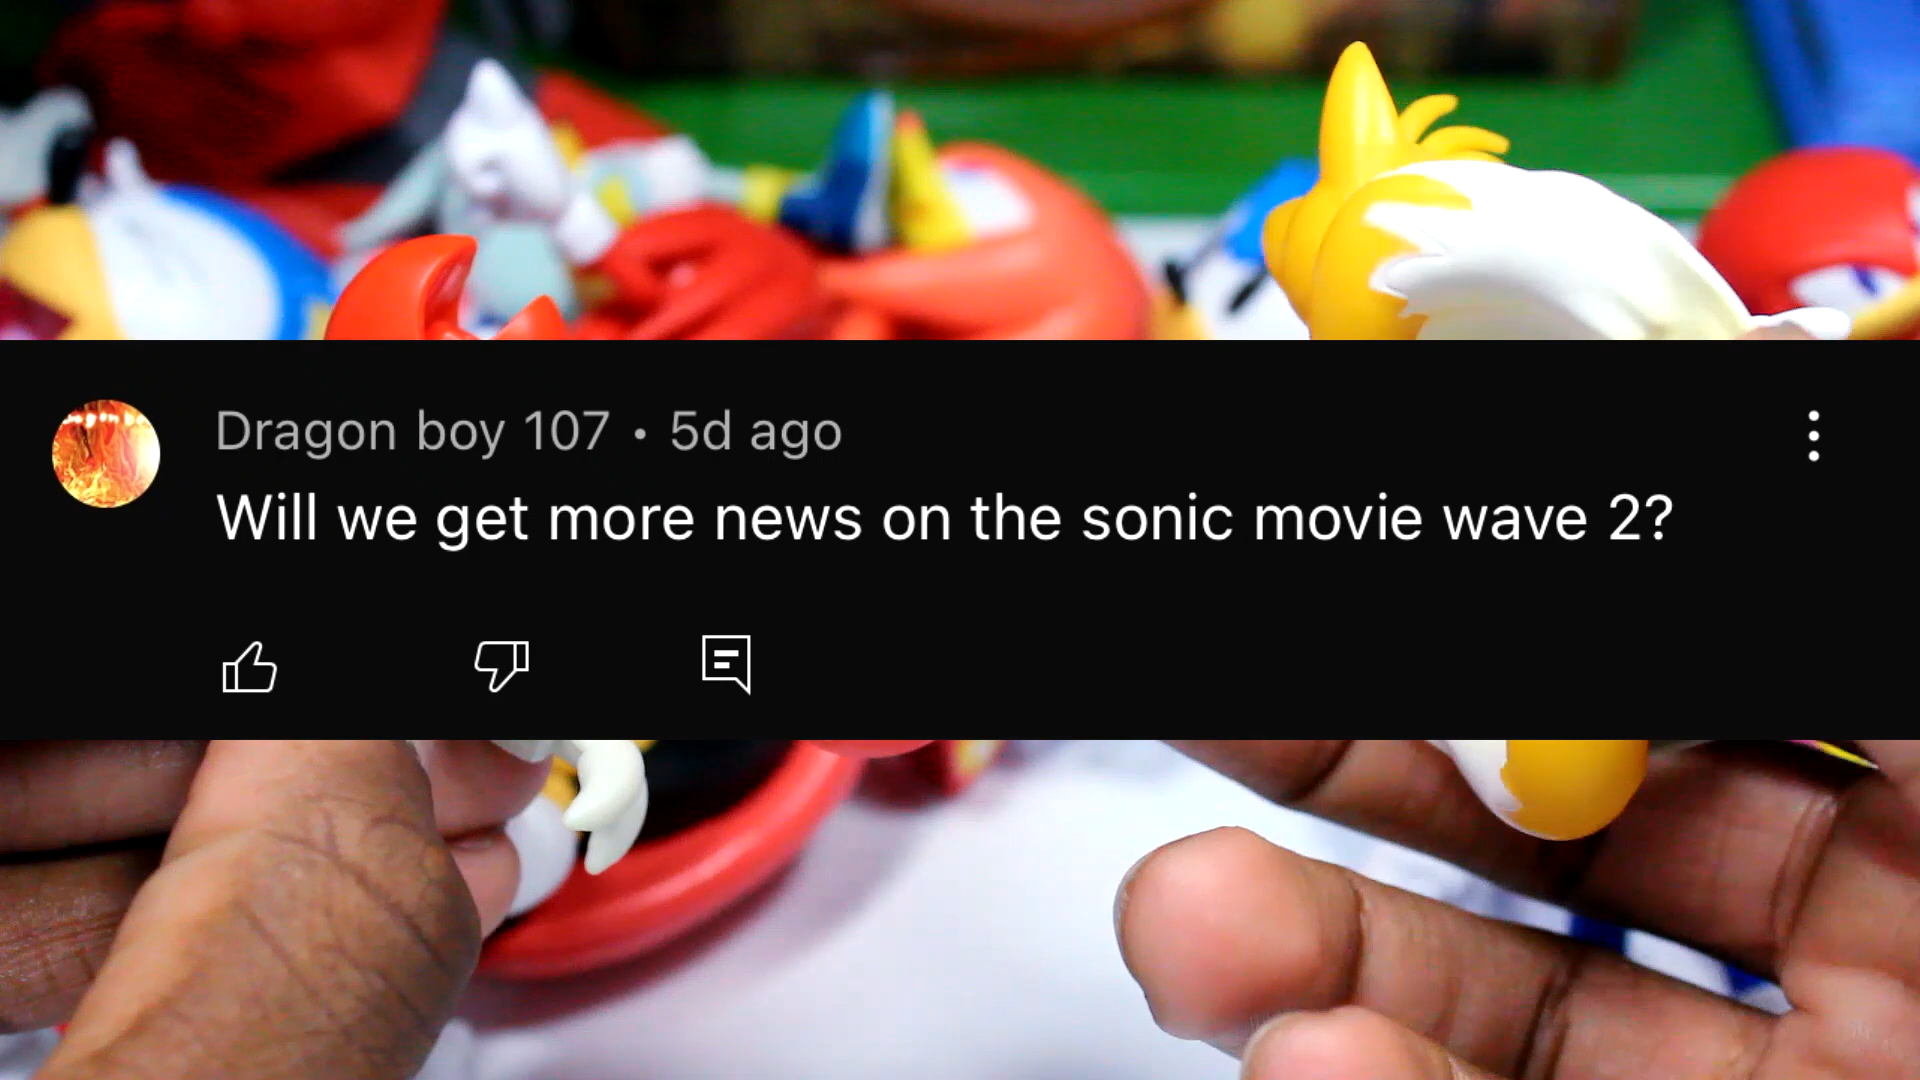 Dragon boy 107 • 5d ago
Will we get more news on the sonic movie wave 2?